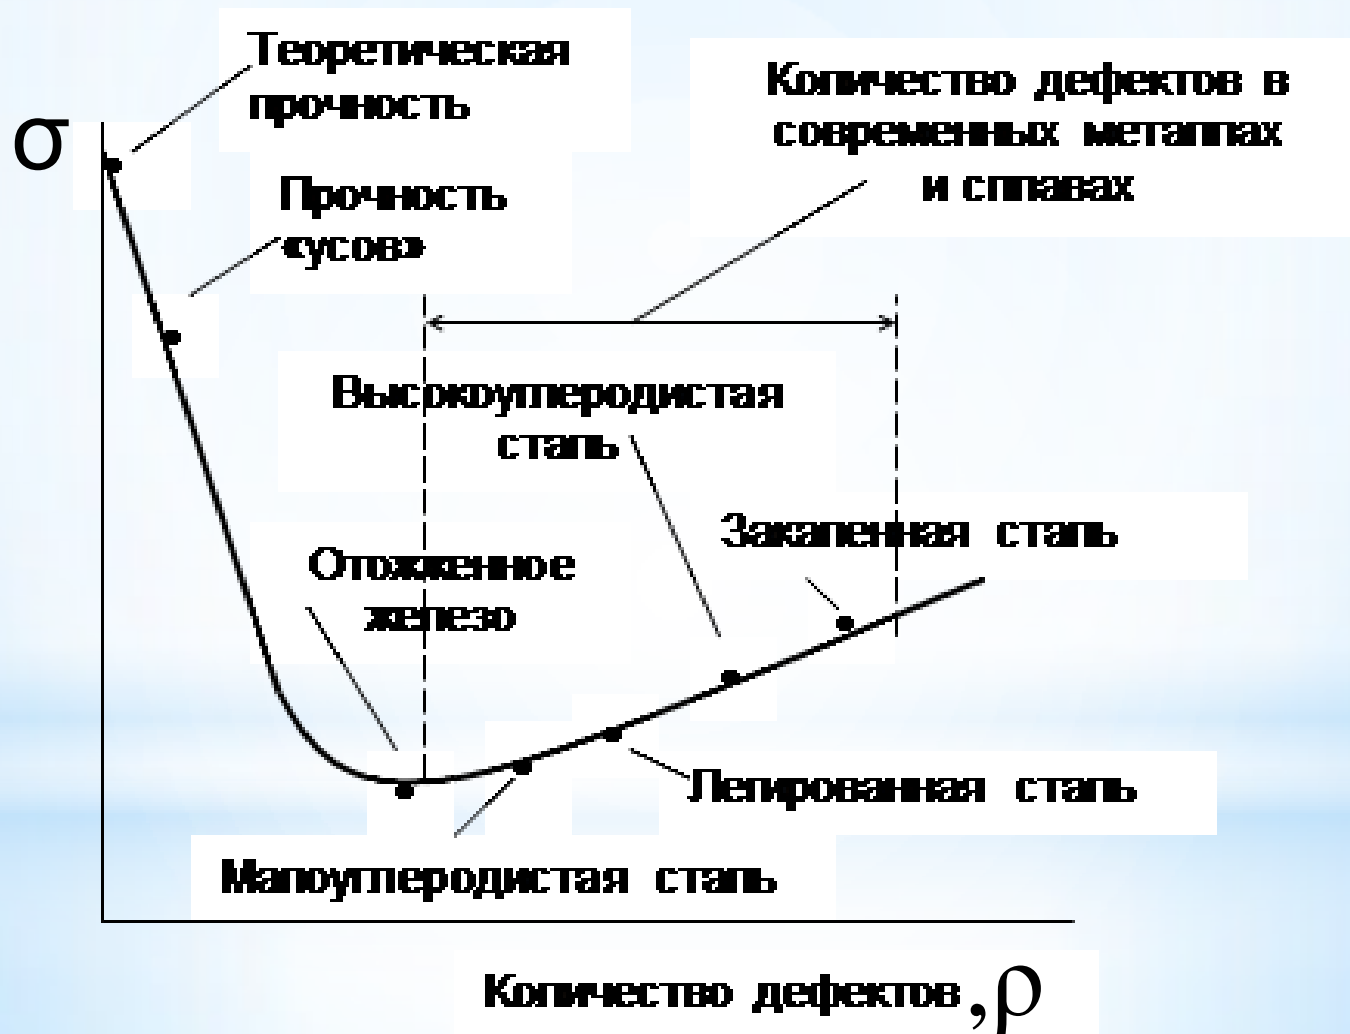 Теоретическая
прочность
σ
Прочность
«усов»
Количество дефектов в
современных металлах
и сплавах
Высокоуглеродистая
сталь
Закаленная сталь
Отожженное
железо
Легированная сталь
Малоуглеродистая сталь
Количество дефектов,ρ